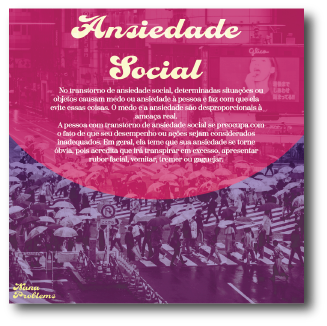 Ansiedade
Social
No transtorno de ansiedade social, determinadas situações ou
objetos causam medo ou ansiedade à pessoa e faz com que ela
evite essas coisas. O medo e a ansiedade são desproporcionais à
ameaça real.
A pessoa com transtorno de ansiedade social se preocupa com
o fato de que seu desempenho ou ações sejam considerados
inadequados. Em geral, ela teme que sua ansiedade se torne
óbvia, pois acredita que irá transpirar em excesso, apresentar
rubor facial, vomitar, tremer ou gaguejar.
Nana
Problems